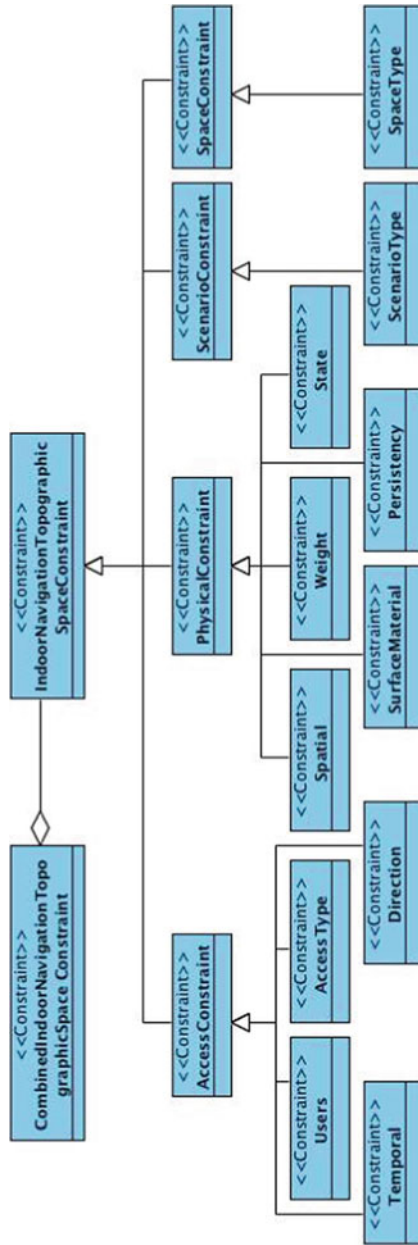 <<Constraint>>
CombinedIndoorNavigationTopo
graphicSpace Constraint
<<Constraint>>
IndoorNavigationTopographic
SpaceConstraint
<<Constraint>>
AccessConstraint
<<Constraint>>
PhysicalConstraint
<<Constraint>>
ScenarioConstraint
<<Constraint>>
SpaceConstraint
<<Constraint>>
Users
<<Constraint>>
AccessType
<<Constraint>>
Spatial
<<Constraint>>
Weight
<<Constraint>>
State
<<Constraint>>
Temporal
<<Constraint>>
Direction
<<Constraint>>
SurfaceMaterial
<<Constraint>>
Persistency
<<Constraint>>
ScenarioType
<<Constraint>>
SpaceType